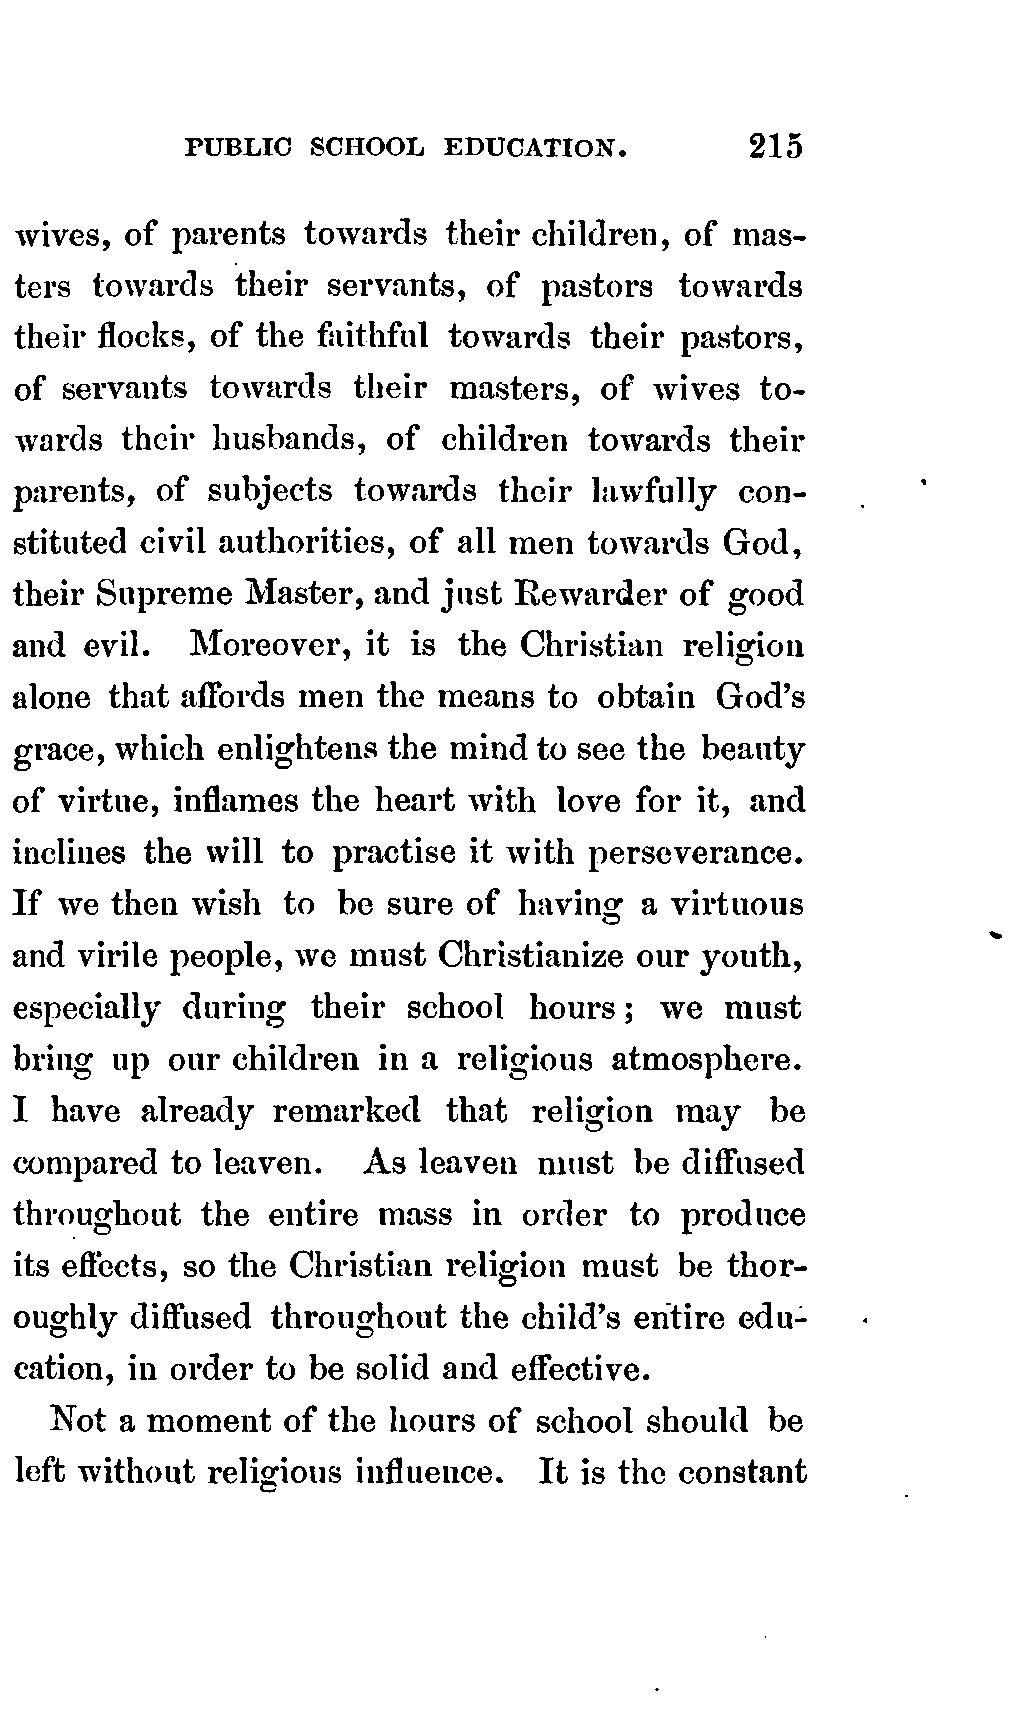 PUBLIC SCHOOL EDUCATION. 215
wives, of parents towards their children, of mas-
ters towards their servants, of pastors towards
their flocks, of the faithful towards their pastors,
of servants towards their masters, of wives to-
wards their husbands, of children towards their
parents, of subjects towards their lawfully con-
stituted civil authorities, of all men towards God,
their Supreme Master, and just Rewarder of good
and evil. Moreover, it is the Christian religion
alone that affords men the means to obtain God's
grace, which enlightens the mind to see the beauty
of virtue, inflames the heart with love for it, and
inclines the will to practise it with perseverance.
If we then wish to be sure of having a virtuous
and virile people, we must Christianize our youth,
especially during their school hours; we must
bring up our children in a religious atmosphere.
I have already remarked that religion may be
compared to leaven. As leaven must be diffused
throughout the entire mass in order to produce
its effects, so the Christian religion must be thor-
oughly diffused throughout the child's entire edu-
cation, in order to be solid and effective.
Not a moment of the hours of school should be
left without religious influence. It is the constant